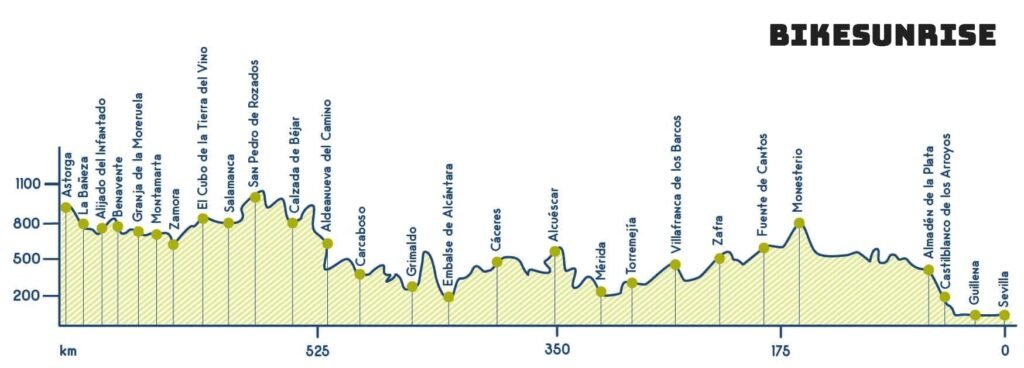 BIKESUNRISE
1100
800
500
200
Astorga
La Bañeza
Alijado del Infantado
Benavente
Granja de la Moreruela
Montamarta
Zamora
El Cubo de la Tierra del Vino
Salamanca
San Pedro de Rozados
Calzada de Béjar
Aldeanueva del Camino
Carcaboso
Grimaldo
Embalse de Alcántara
Cáceres
Alcuéscar
Mérida
Torremejía
Villafranca de los Barcos
Zafra
Fuente de Cantos
Monesterio
Almadén de la Plata
Castilblanco de los Arroyos
Guillena
Sevilla
km
525
350
175
0